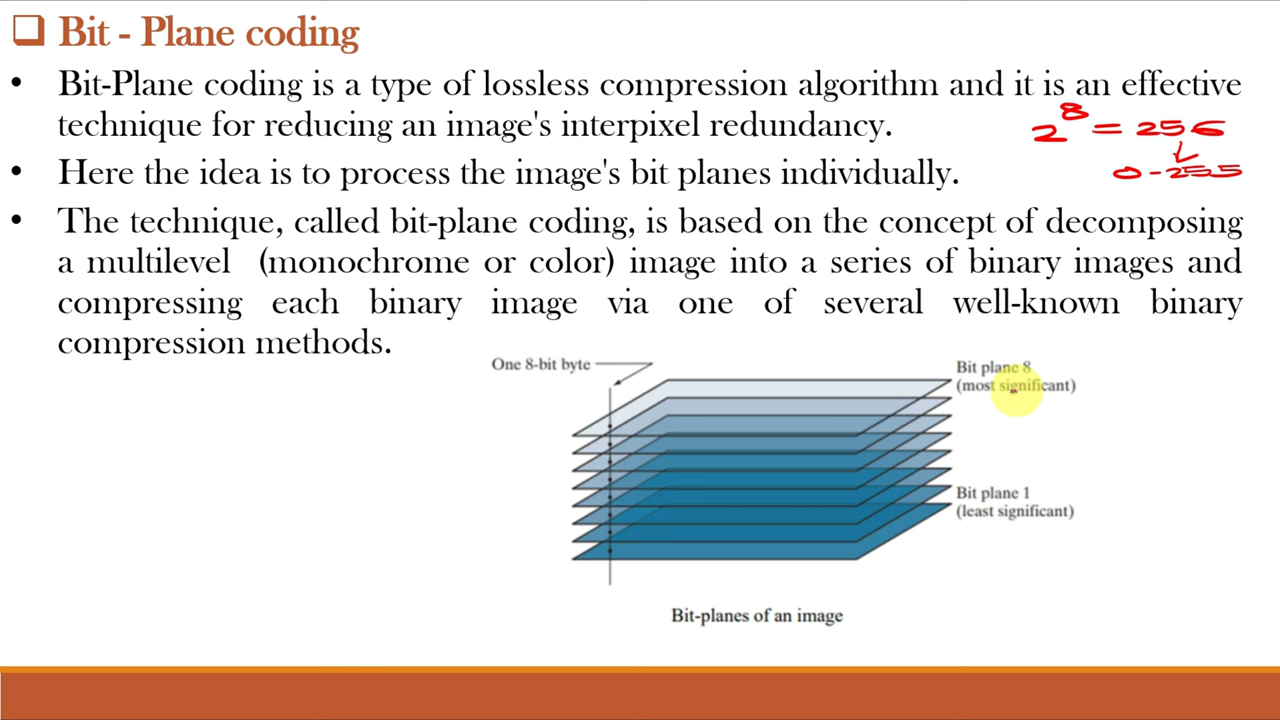 Bit - Plane coding
• Bit-Plane coding is a type of lossless compression algorithm and it is an effective
technique for reducing an image's interpixel redundancy.
2^8 = 256
0-255
• Here the idea is to process the image's bit planes individually.
• The technique, called bit-plane coding, is based on the concept of decomposing
a multilevel (monochrome or color) image into a series of binary images and
compressing each binary image via one of several well-known binary
compression methods.
One 8-bit byte
Bit plane 8
(most significant)
Bit plane 1
(least significant)
Bit-planes of an image